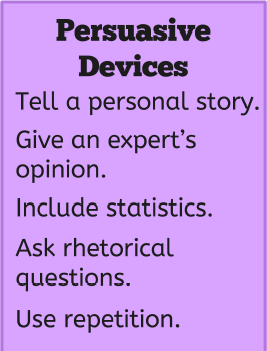 Persuasive
Devices
Tell a personal story.
Give an expert's
opinion.
Include statistics.
Ask rhetorical
questions.
Use repetition.